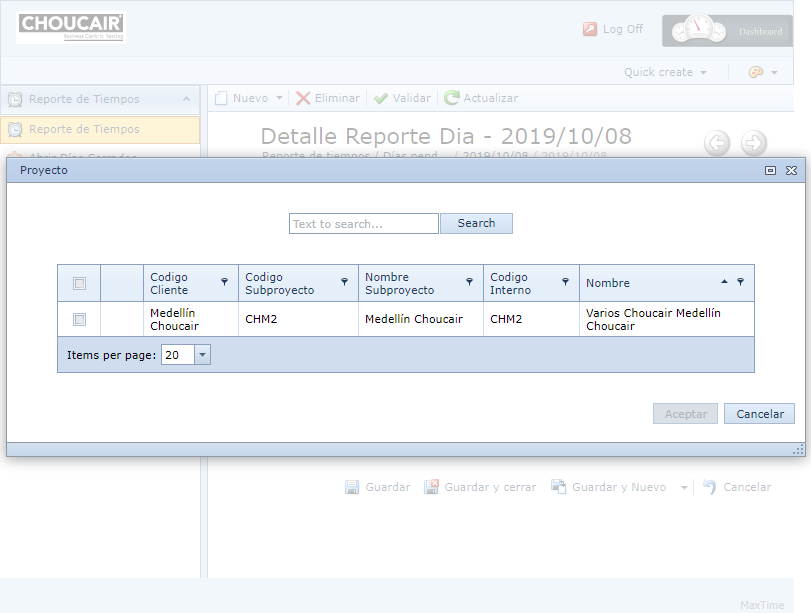 CHOUCAIR
Business Centric Testing
Log Off
Dashboard
Quick create
Reporte de Tiempos
Nuevo
Eliminar
Validar
Actualizar
Reporte de Tiempos
Detalle Reporte Dia - 2019/10/08
Abrir Días Cerrados
Reporte de tiempos / Días pend... / 2019/10/08 / 2019/10/08
Proyecto
Text to search...
Search
Codigo Cliente
Codigo Subproyecto
Nombre Subproyecto
Codigo Interno
Nombre
Medellín Choucair
CHM2
Medellín Choucair
CHM2
Varios Choucair Medellín Choucair
Items per page: 20
Aceptar
Cancelar
Guardar
Guardar y cerrar
Guardar y Nuevo
Cancelar
MaxTime